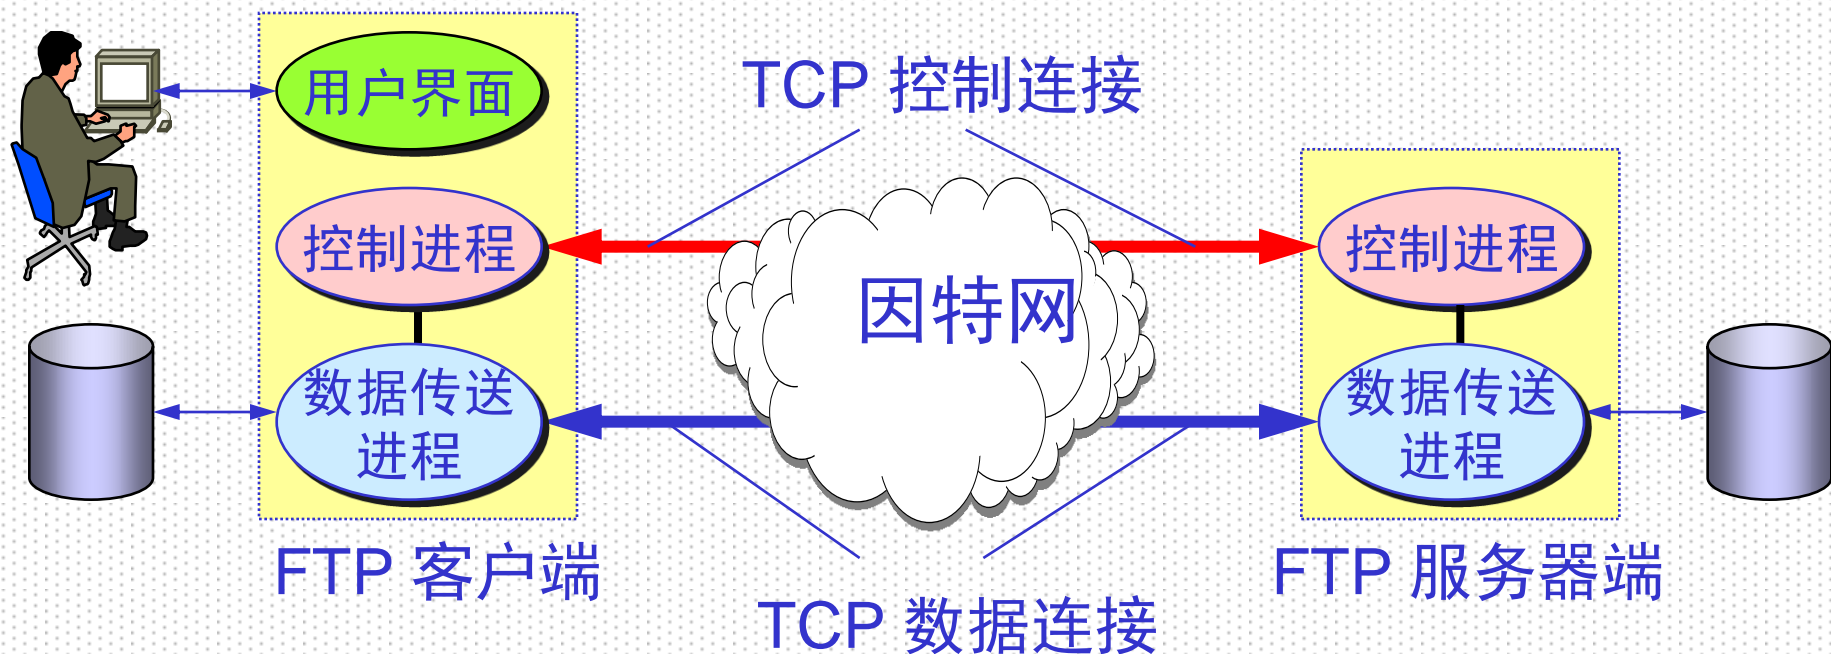 用户界面
TCP 控制连接
控制进程
控制进程
因特网
数据传送
进程
数据传送
进程
FTP 客户端
FTP 服务器端
TCP 数据连接